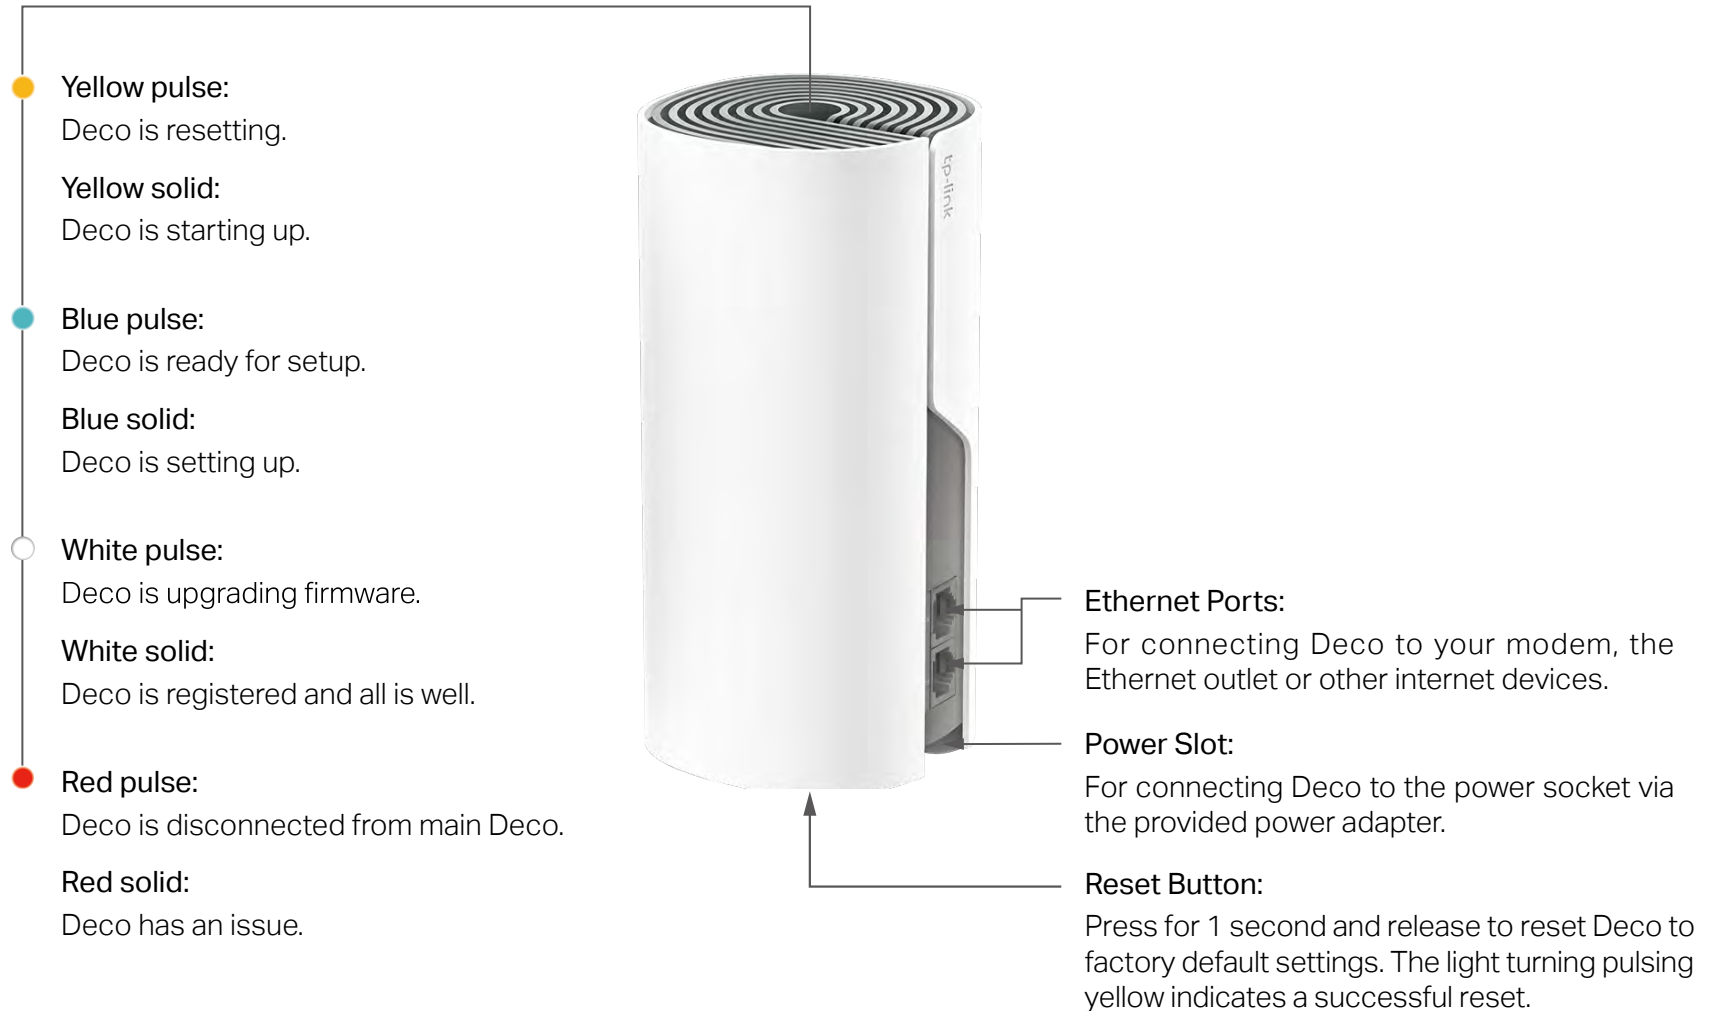 Yellow pulse:
Deco is resetting.
Yellow solid:
Deco is starting up.
Blue pulse:
Deco is ready for setup.
Blue solid:
Deco is setting up.
White pulse:
Deco is upgrading firmware.
White solid:
Deco is registered and all is well.
Red pulse:
Deco is disconnected from main Deco.
Red solid:
Deco has an issue.
tp-link
Ethernet Ports:
For connecting Deco to your modem, the
Ethernet outlet or other internet devices.
Power Slot:
For connecting Deco to the power socket via
the provided power adapter.
Reset Button:
Press for 1 second and release to reset Deco to
factory default settings. The light turning pulsing
yellow indicates a successful reset.